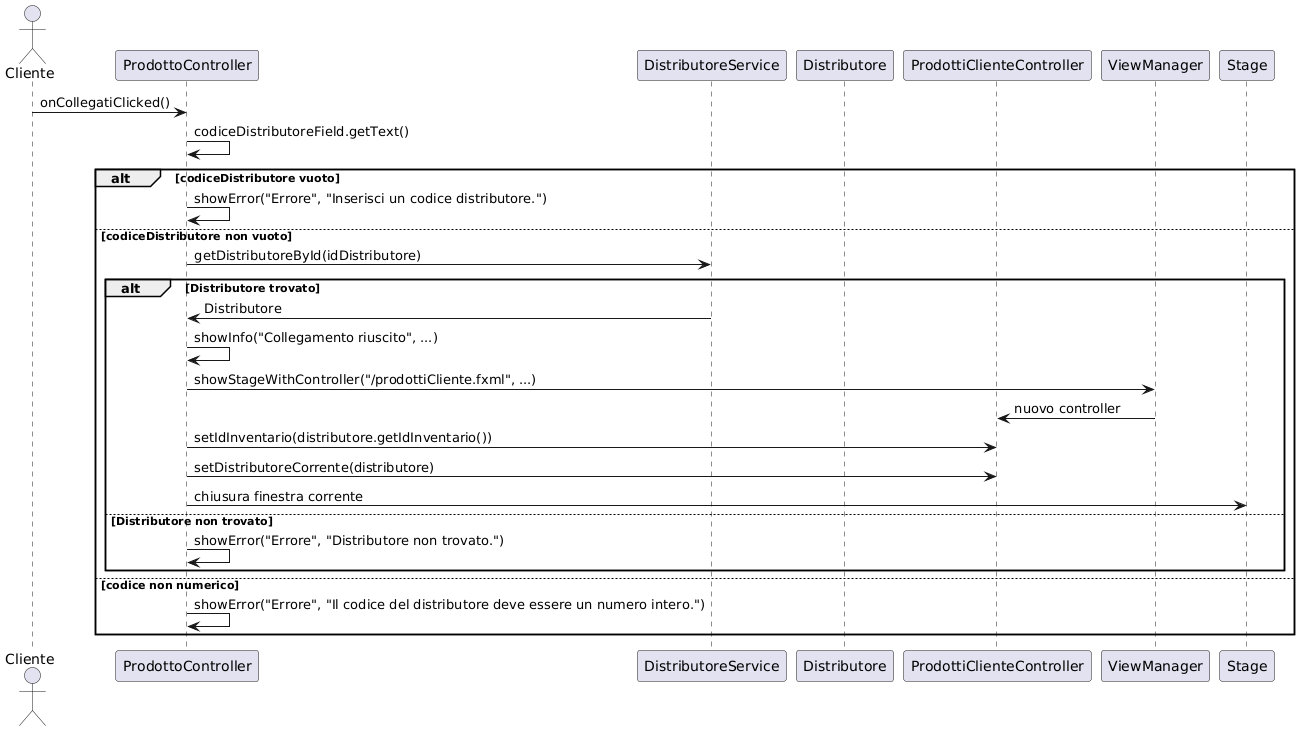 Cliente
ProdottoController
DistributoreService
Distributore
ProdottiClienteController
ViewManager
Stage
onCollegatiClicked()
codiceDistributoreField.getText()
alt
[codiceDistributore vuoto]
showError("Errore", "Inserisci un codice distributore.")
[codiceDistributore non vuoto]
getDistributoreById(idDistributore)
alt
[Distributore trovato]
Distributore
showInfo("Collegamento riuscito", ...)
showStageWithController("/prodottiCliente.fxml", ...)
nuovo controller
setIdInventario(distributore.getIdInventario())
setDistributoreCorrente(distributore)
chiusura finestra corrente
[Distributore non trovato]
showError("Errore", "Distributore non trovato.")
[codice non numerico]
showError("Errore", "Il codice del distributore deve essere un numero intero.")
Cliente
ProdottoController
DistributoreService
Distributore
ProdottiClienteController
ViewManager
Stage